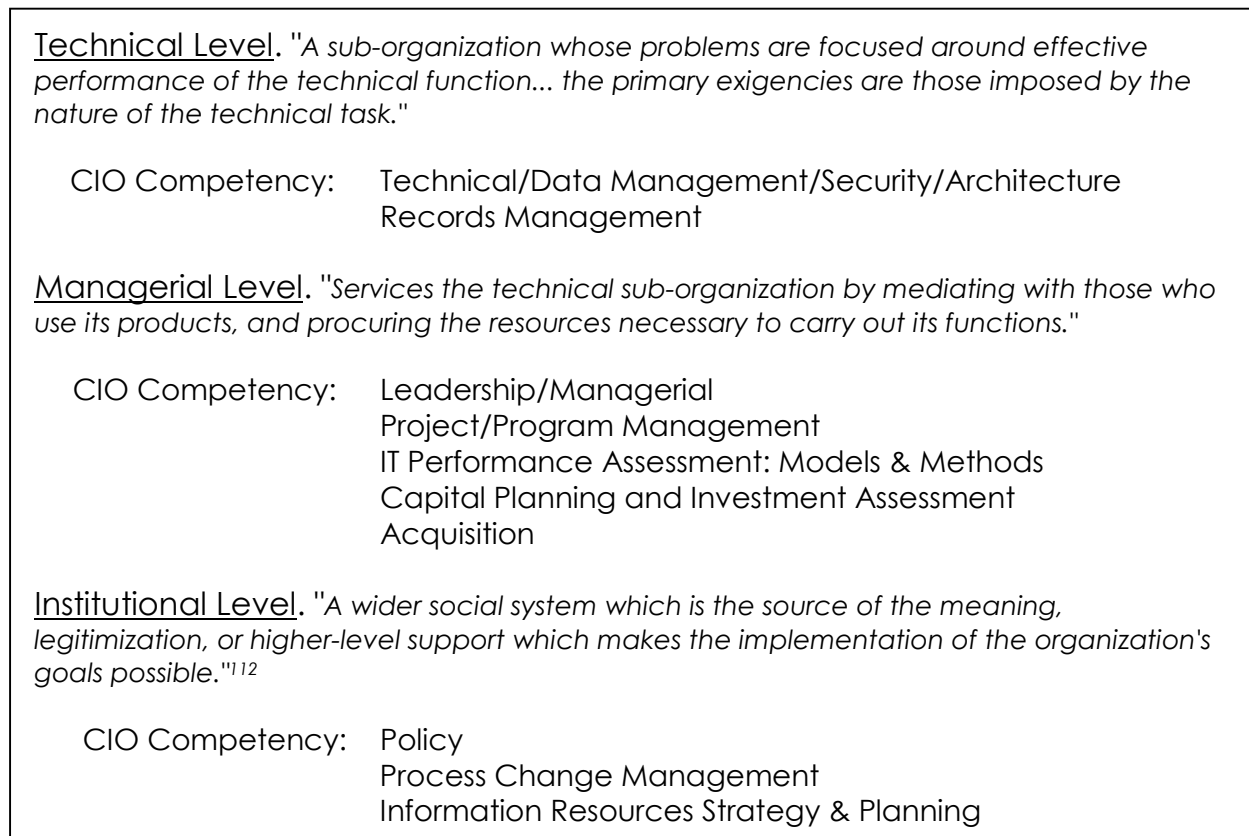 Technical Level. "A sub-organization whose problems are focused around effective
performance of the technical function... the primary exigencies are those imposed by the
nature of the technical task."
CIO Competency: Technical/Data Management/Security/Architecture
Records Management
Managerial Level. "Services the technical sub-organization by mediating with those who
use its products, and procuring the resources necessary to carry out its functions."
CIO Competency: Leadership/Managerial
Project/Program Management
IT Performance Assessment: Models & Methods
Capital Planning and Investment Assessment
Acquisition
Institutional Level. "A wider social system which is the source of the meaning,
legitimization, or higher-level support which makes the implementation of the organization's
goals possible."112
CIO Competency: Policy
Process Change Management
Information Resources Strategy & Planning